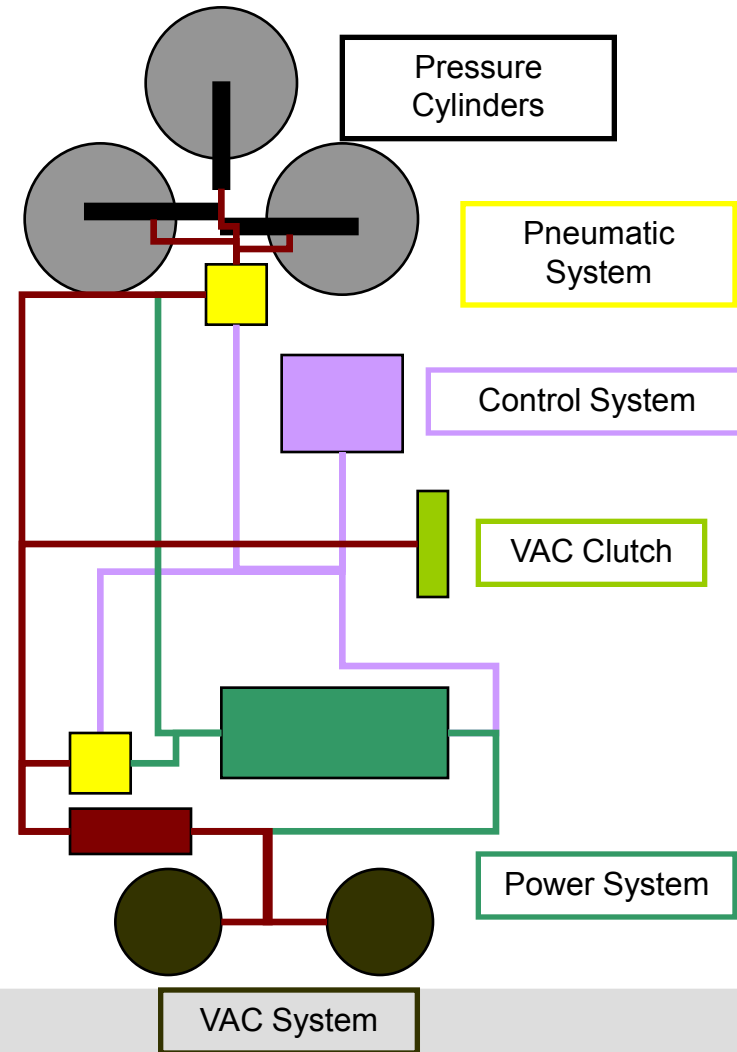 Pressure
Cylinders
Pneumatic
System
Control System
VAC Clutch
Power System
VAC System